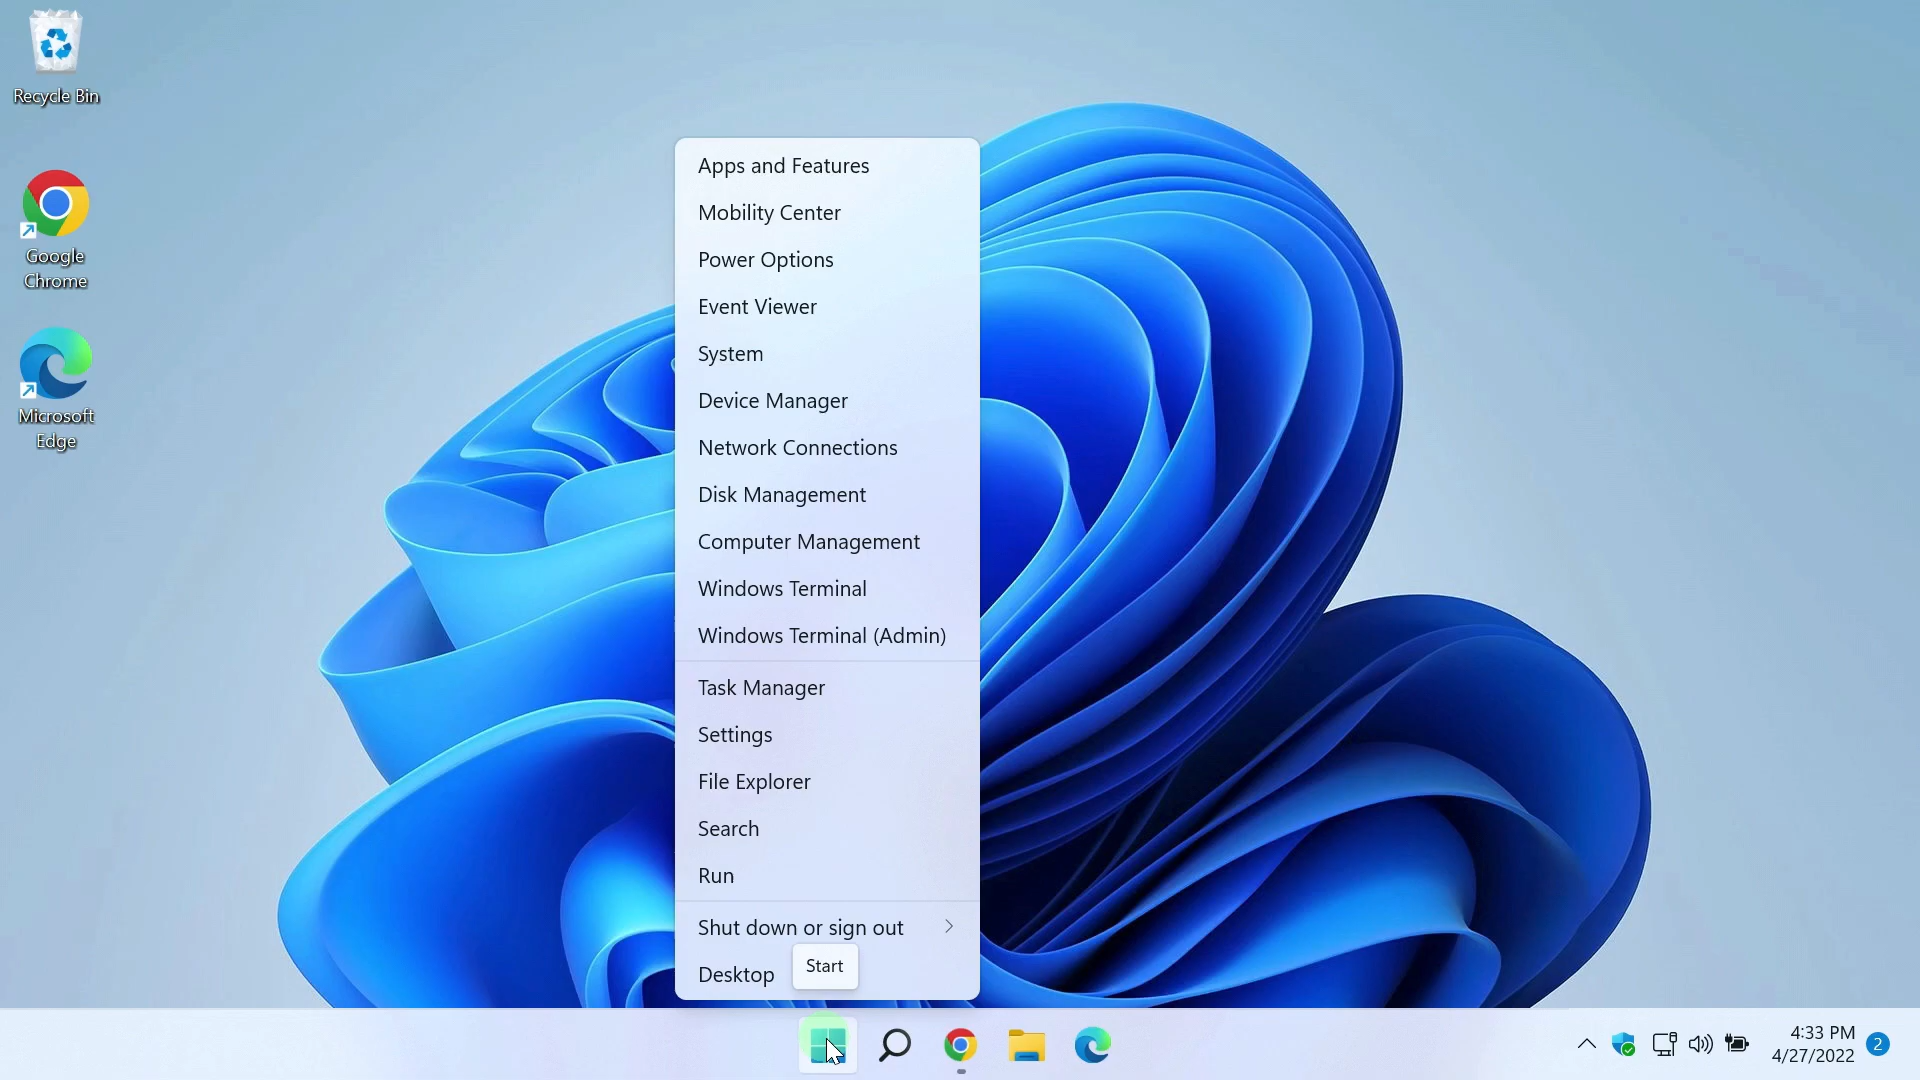 Recycle Bin
Google
Chrome
Microsoft
Edge
Apps and Features
Mobility Center
Power Options
Event Viewer
System
Device Manager
Network Connections
Disk Management
Computer Management
Windows Terminal
Windows Terminal (Admin)
Task Manager
Settings
File Explorer
Search
Run
Shut down or sign out
Desktop
Start
4:33 PM
4/27/2022
2